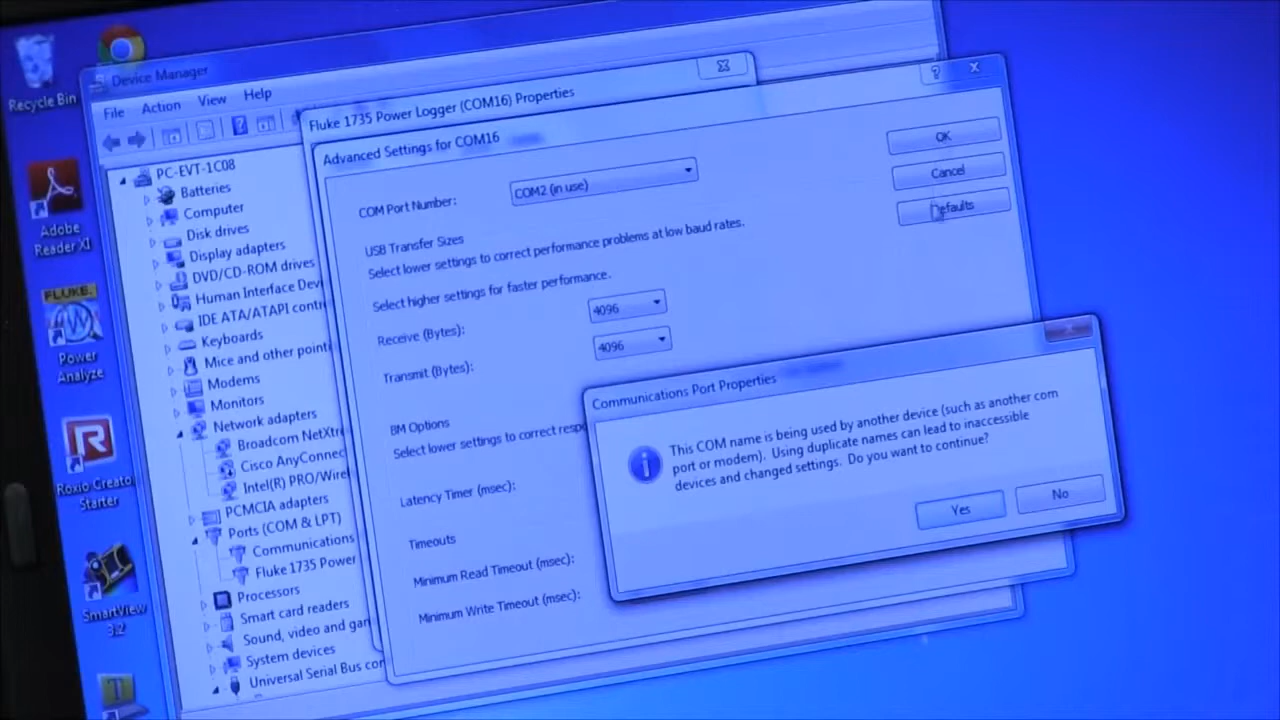 Recycle Bin
Adobe
Reader XI
FLUKE.
Power
Analyze
Roxio Creato
Starter
SmartView
3.2
Device Manager
File Action View Help
PC-EVT-1C08
Batteries
Computer
Disk drives
Display adapters
DVD/CD-ROM drives
Human Interface Dev
IDE ATA/ATAPI contr
Keyboards
Mice and other point
Modems
Monitors
Network adapters
Broadcom NetXtre
Cisco AnyConnec
Intel(R) PRO/Wire
PCMCIA adapters
Ports (COM & LPT)
Communications
Fluke 1735 Power
Processors
Smart card readers
Sound, video and gan
System devices
Universal Serial Bus con
Fluke 1735 Power Logger (COM16) Properties
Advanced Settings for COM16
COM Port Number:
COM2 (in use)
OK
Cancel
Defaults
USB Transfer Sizes
Select lower settings to correct performance problems at low baud rates.
Select higher settings for faster performance.
Receive (Bytes):
4096
Transmit (Bytes):
4096
BM Options
Select lower settings to correct resp
Latency Timer (msec):
Timeouts
Minimum Read Timeout (msec):
Minimum Write Timeout (msec):
Communications Port Properties
This COM name is being used by another device (such as another com
port or modem). Using duplicate names can lead to inaccessible
devices and changed settings. Do you want to continue?
Yes
No